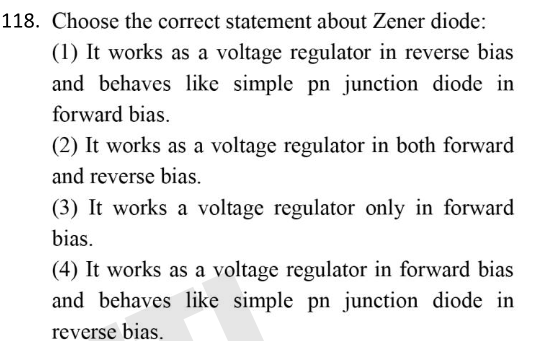 118. Choose the correct statement about Zener diode:
(1) It works as a voltage regulator in reverse bias
and behaves like simple pn junction diode in
forward bias.
(2) It works as a voltage regulator in both forward
and reverse bias.
(3) It works a voltage regulator only in forward
bias.
(4) It works as a voltage regulator in forward bias
and behaves like simple pn junction diode in
reverse bias.